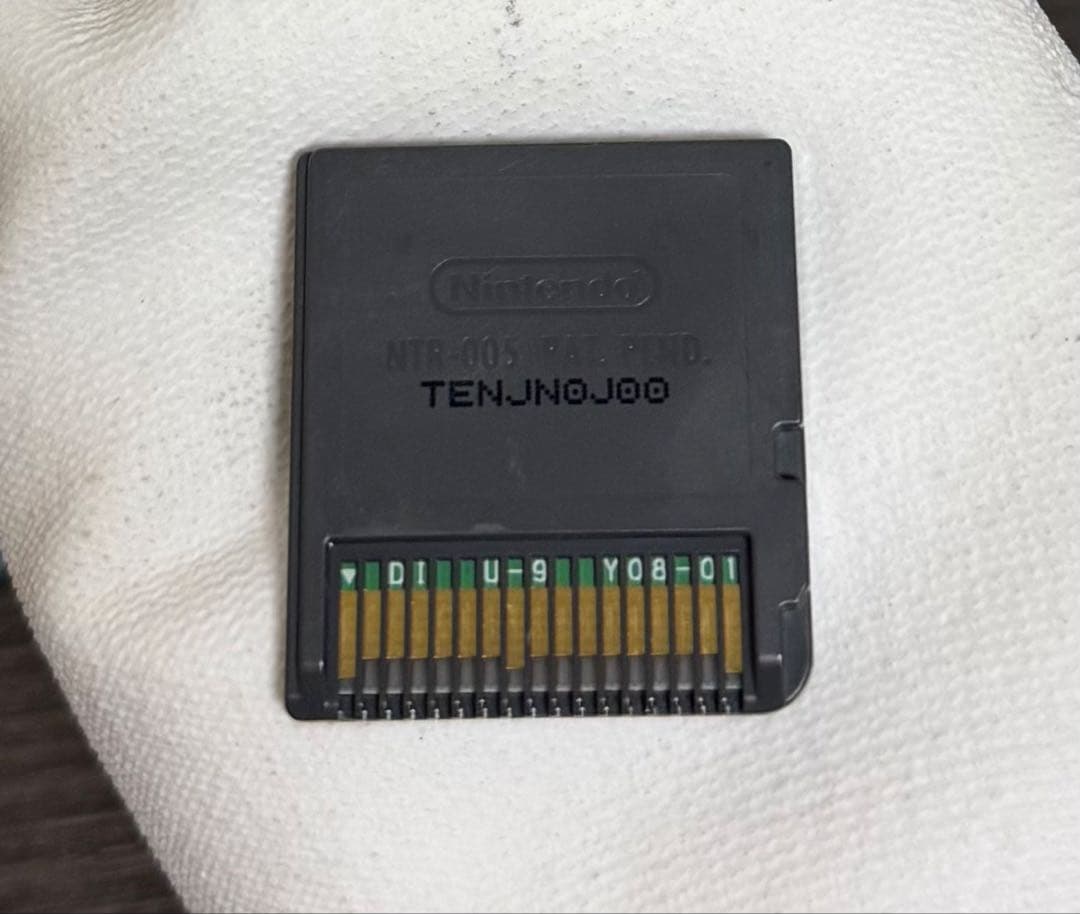 Nintendo
NTR-005 PAT. PEND.
TENJN0J00
▼ DI U-9 Y08-01